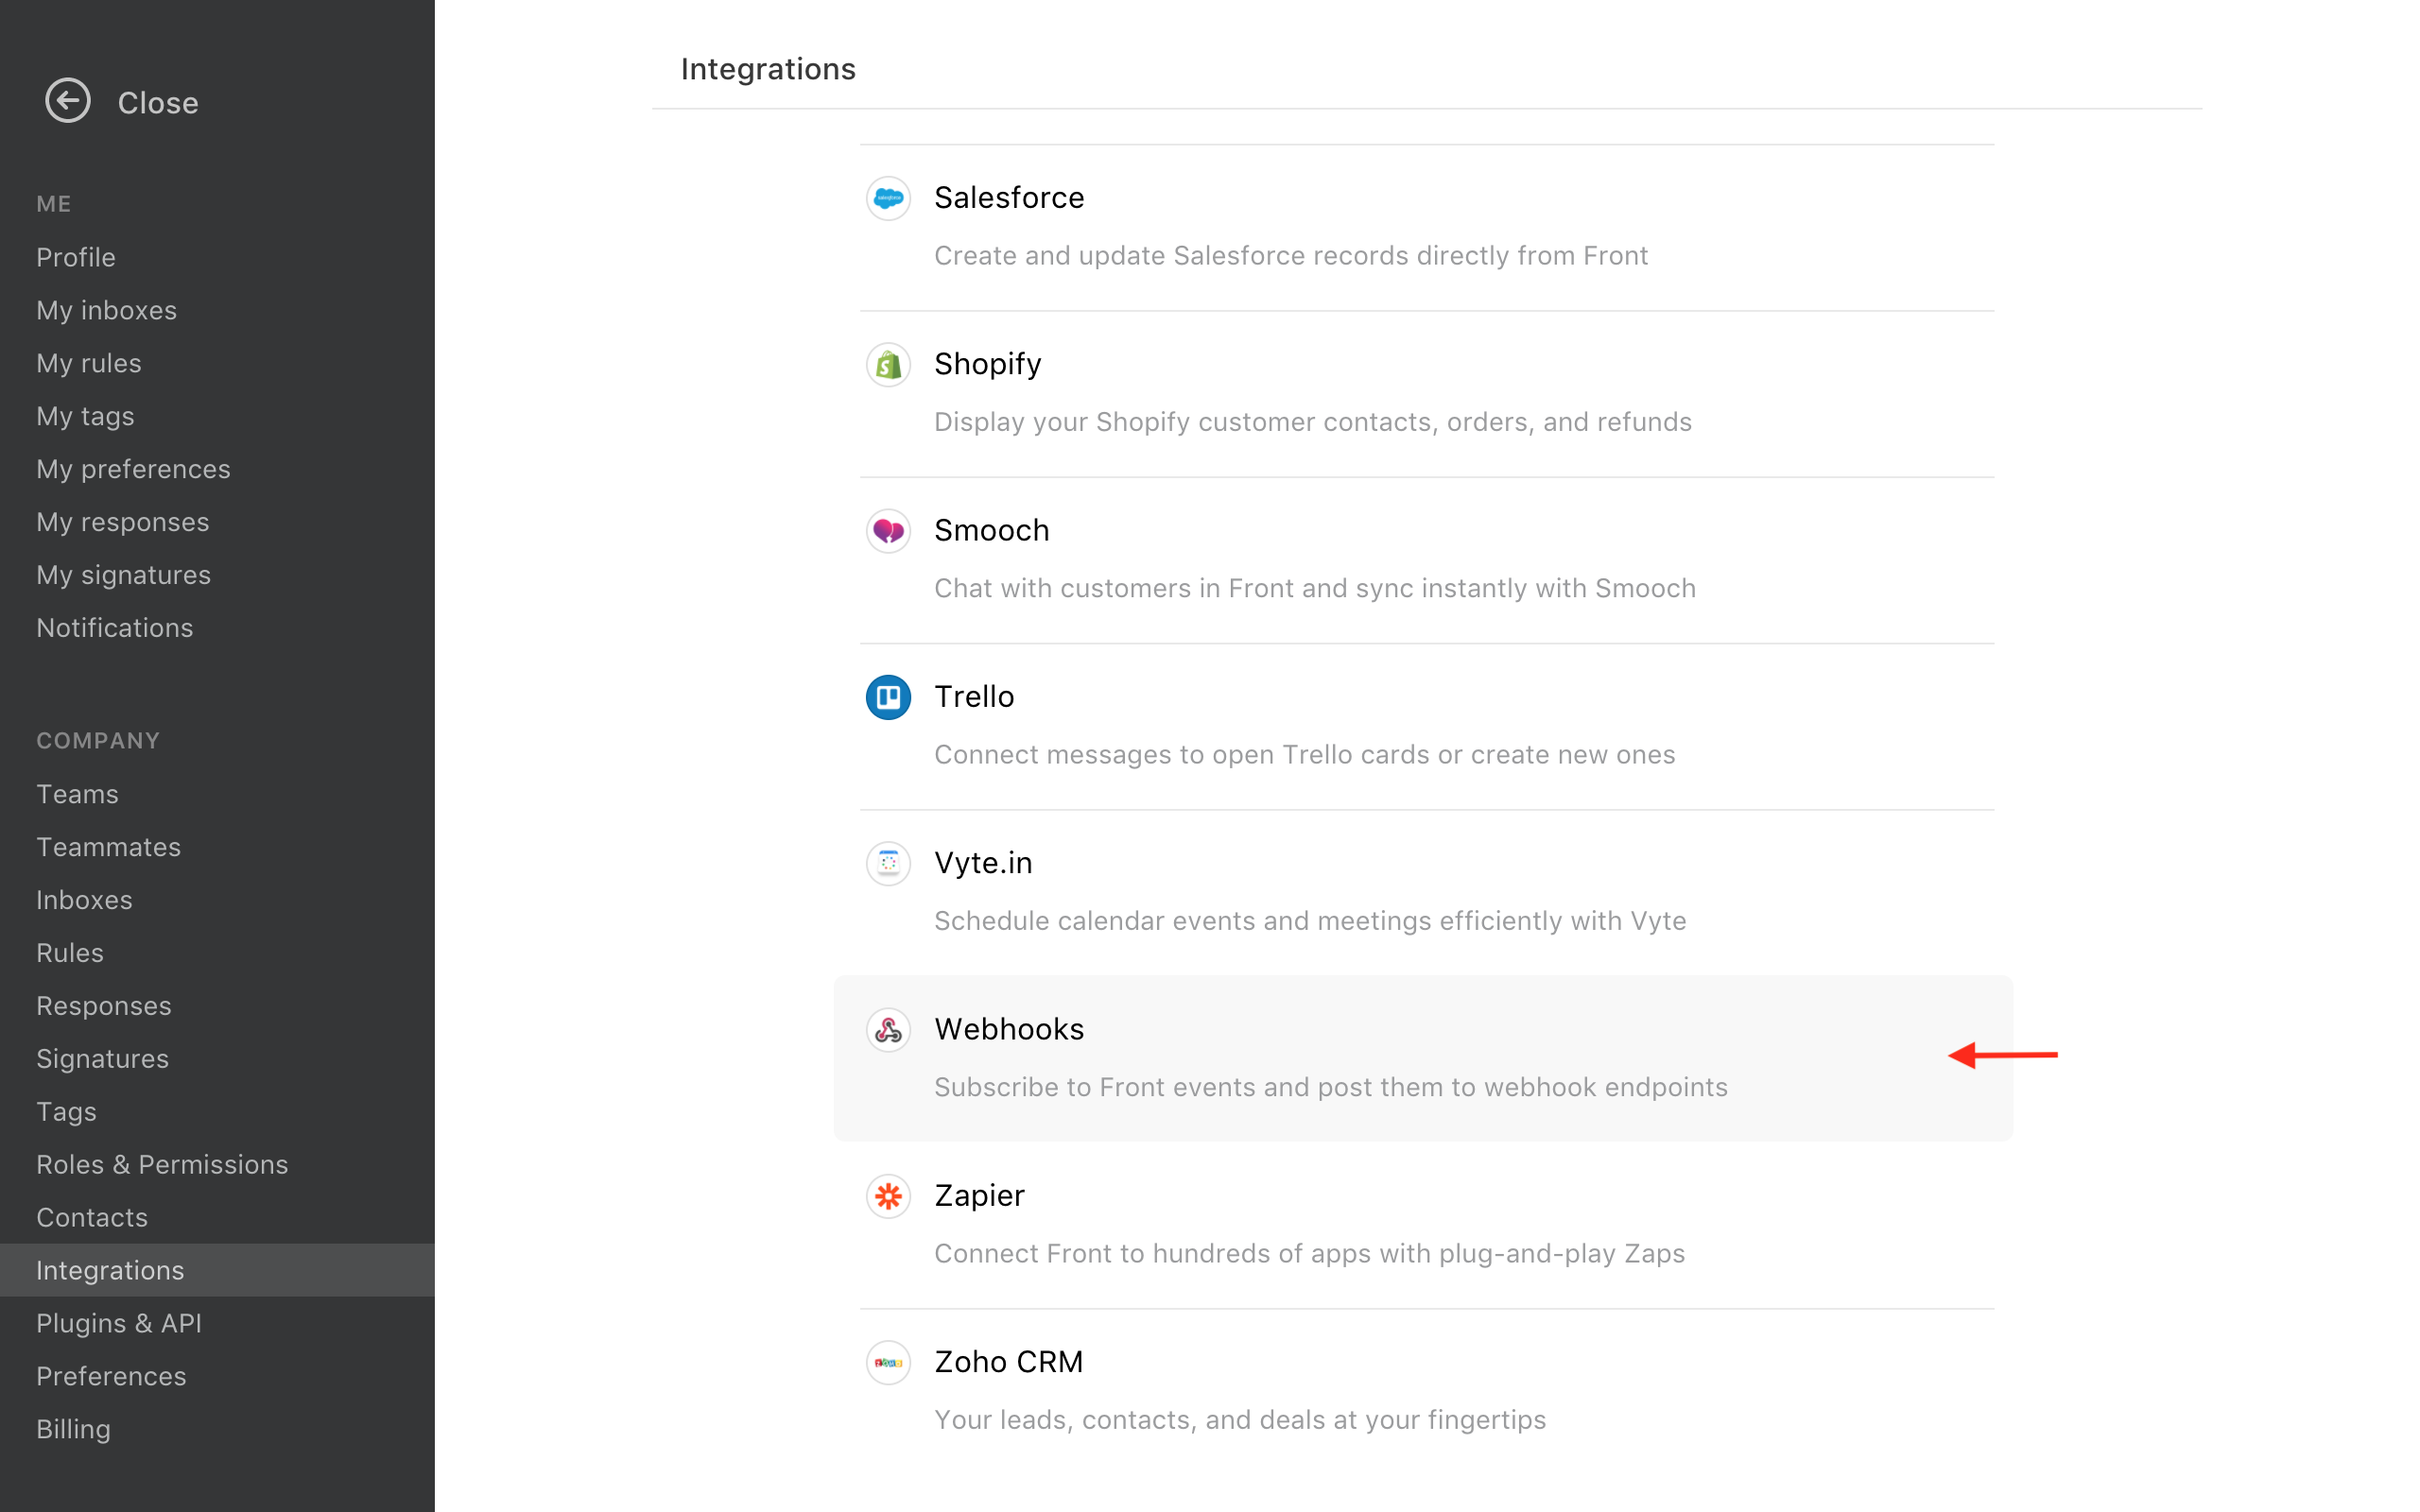 Close
ME
Profile
My inboxes
My rules
My tags
My preferences
My responses
My signatures
Notifications
COMPANY
Teams
Teammates
Inboxes
Rules
Responses
Signatures
Tags
Roles & Permissions
Contacts
Integrations
Plugins & API
Preferences
Billing
Integrations
salesforce
Salesforce
Create and update Salesforce records directly from Front
Shopify
Display your Shopify customer contacts, orders, and refunds
Smooch
Chat with customers in Front and sync instantly with Smooch
Trello
Connect messages to open Trello cards or create new ones
Vyte.in
Schedule calendar events and meetings efficiently with Vyte
Webhooks
Subscribe to Front events and post them to webhook endpoints
Zapier
Connect Front to hundreds of apps with plug-and-play Zaps
ZOHO
Zoho CRM
Your leads, contacts, and deals at your fingertips